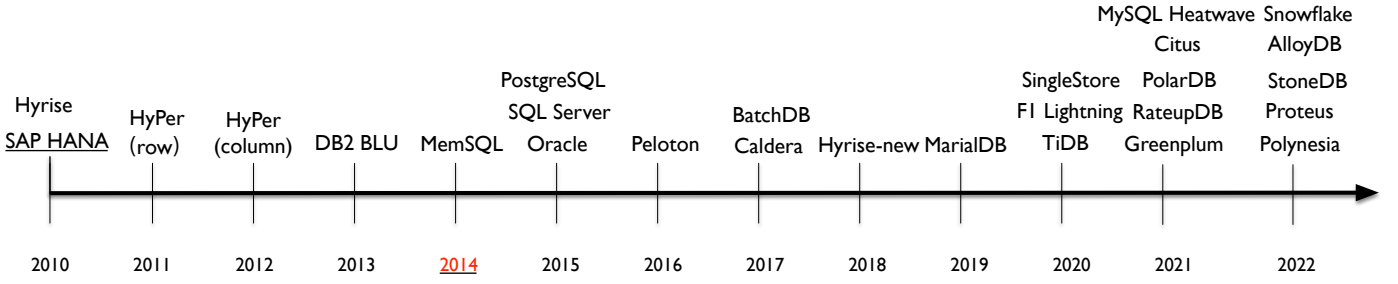 MySQL Heatwave Snowflake
Citus AlloyDB
PostgreSQL SingleStore PolarDB StoneDB
Hyrise HyPer HyPer SQL Server BatchDB F1 Lightning RateupDB Proteus
SAP HANA (row) (column) DB2 BLU MemSQL Oracle Peloton Caldera Hyrise-new MarialDB TiDB Greenplum Polynesia
2010 2011 2012 2013 2014 2015 2016 2017 2018 2019 2020 2021 2022